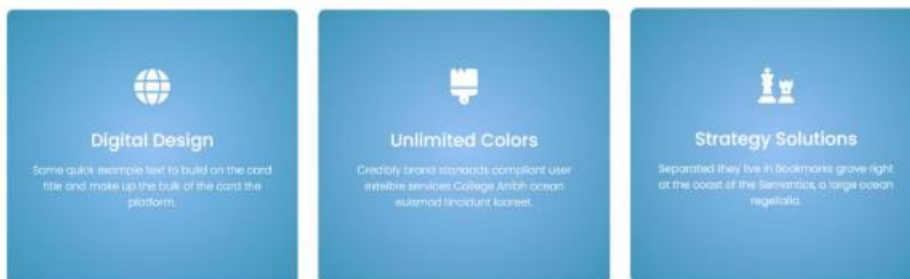 Digital Design
Some quick example text to build on the card
title and make up the bulk of the card the
platform.
Unlimited Colors
Credibly brand standards compliant user
extsible services College Anibh ocean
euismod tincidunt laoreet.
Strategy Solutions
Separated they live in Bookmarks grove right
at the coast of the Semantics, a large ocean
regelialia.